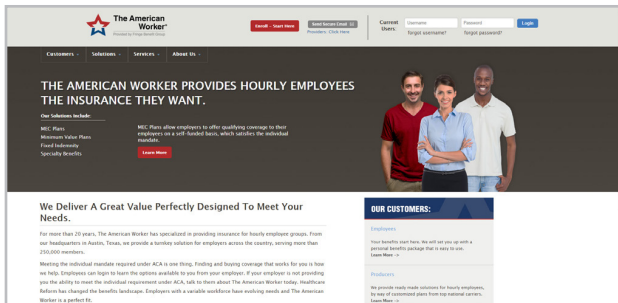 The American
Worker
Provided by Fringe Benefit Group
Enroll - Start Here
Send Secure Email
Providers: Click Here
Current
Users:
Username
Password
Login
forgot username?
forgot password?
Customers
Solutions
Services
About Us
THE AMERICAN WORKER PROVIDES HOURLY EMPLOYEES
THE INSURANCE THEY WANT.
Our Solutions Include:
MEC Plans
Minimum Value Plans
Fixed Indemnity
Specialty Benefits
MEC Plans allow employers to offer qualifying coverage to their
employees on a self-funded basis, which satisfies the individual
mandate.
Learn More
We Deliver A Great Value Perfectly Designed To Meet Your
Needs.
For more than 20 years, The American Worker has specialized in providing insurance for hourly employee groups. From
our headquarters in Austin, Texas, we provide a turnkey solution for employers across the country, serving more than
250,000 members.
Meeting the individual mandate required under ACA is one thing. Finding and buying coverage that works for you is how
we help. Employees can login to learn the options available to you from your employer. If your employer is not providing
you the ability to meet the individual requirement under ACA, talk to them about The American Worker today. Healthcare
Reform has changed the benefits landscape. Employers with a variable workforce have evolving needs and The American
Worker is a perfect fit.
OUR CUSTOMERS:
Employees
Your benefits start here. We will set you up with a
personal benefits package that is easy to use.
Learn More ->
Producers
We provide ready made solutions for hourly employees,
by way of customized plans from top national carriers.
Learn More ->